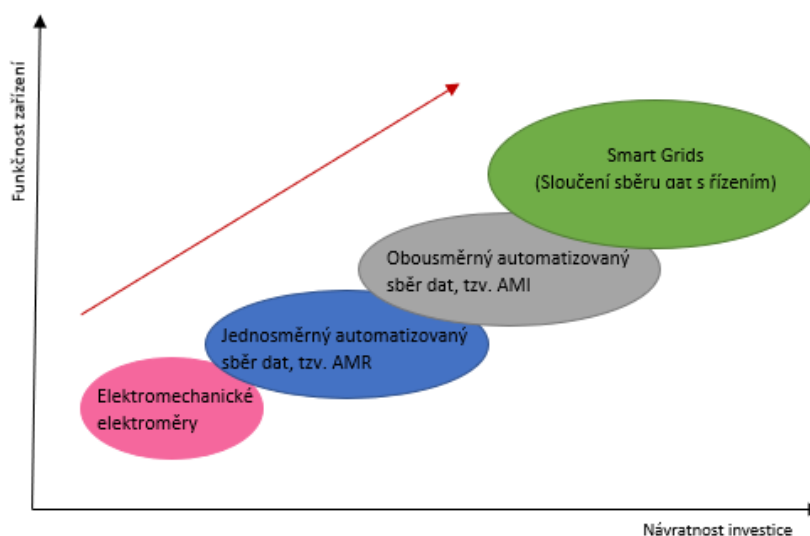 Funkčnost zařízení
Smart Grids
(Sloučení sběru dat s řízením)
Obousměrný automatizovaný
sběr dat, tzv. AMI
Jednosměrný automatizovaný
sběr dat, tzv. AMR
Elektromechanické
elektroměry
Návratnost investice